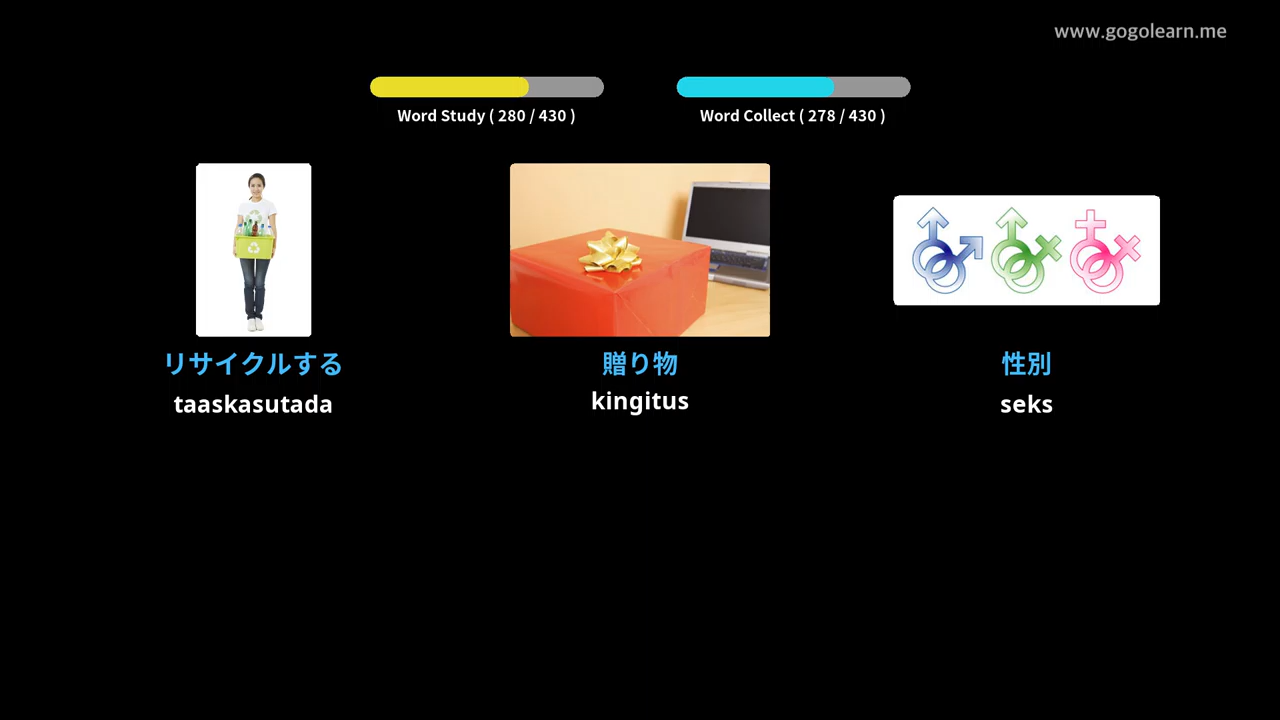 www.gogolearn.me
Word Study ( 280 / 430 )
Word Collect ( 278 / 430 )
リサイクルする
贈り物
性別
taaskasutada
kingitus
seks